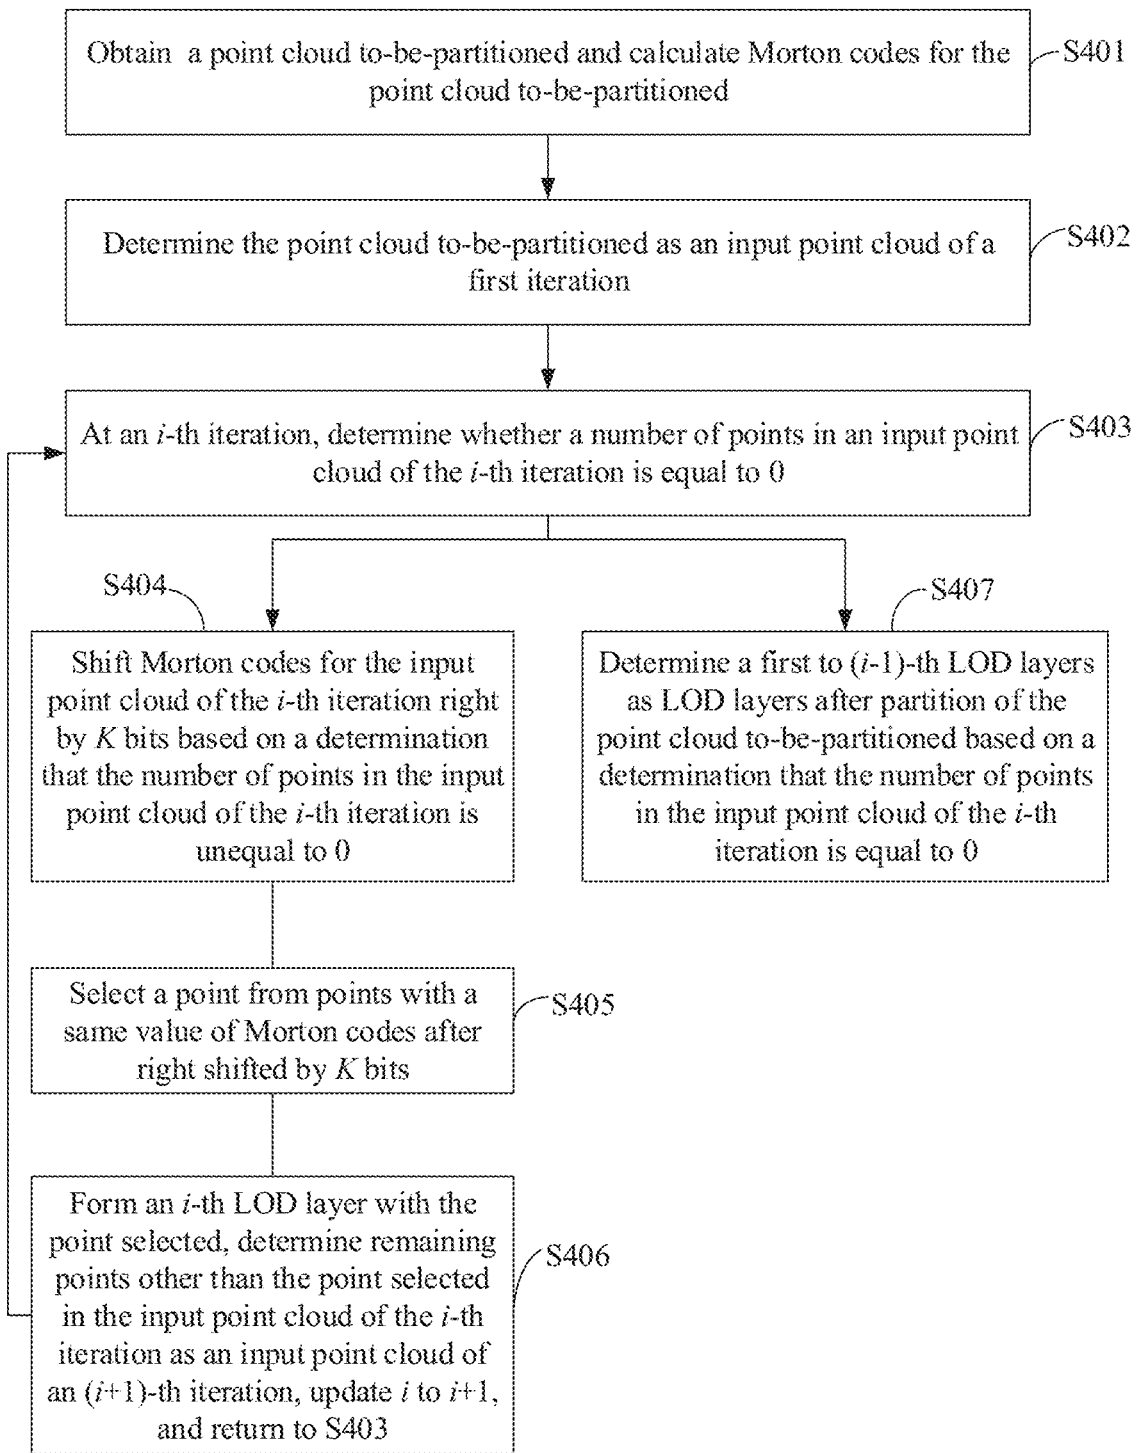 Obtain a point cloud to-be-partitioned and calculate Morton codes for the
point cloud to-be-partitioned
S401
Determine the point cloud to-be-partitioned as an input point cloud of a
first iteration
S402
At an i-th iteration, determine whether a number of points in an input point
cloud of the i-th iteration is equal to 0
S403
S404
Shift Morton codes for the input
point cloud of the i-th iteration right
by K bits based on a determination
that the number of points in the input
point cloud of the i-th iteration is
unequal to 0
S407
Determine a first to (i-1)-th LOD layers
as LOD layers after partition of the
point cloud to-be-partitioned based on a
determination that the number of points
in the input point cloud of the i-th
iteration is equal to 0
Select a point from points with a
same value of Morton codes after
right shifted by K bits
S405
Form an i-th LOD layer with the
point selected, determine remaining
points other than the point selected
in the input point cloud of the i-th
iteration as an input point cloud of
an (i+1)-th iteration, update i to i+1,
and return to S403
S406